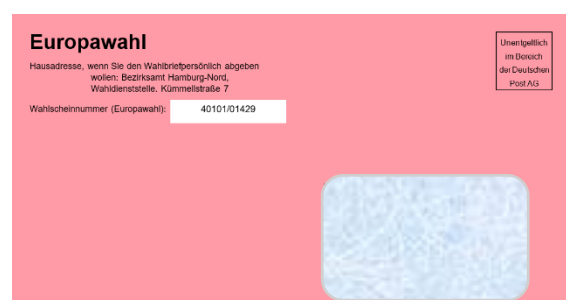 Europawahl
Unentgeltlich
im Bereich
der Deutschen
Post AG
Hausadresse, wenn Sie den Wahlbriefpersönlich abgeben
wollen: Bezirksamt Hamburg-Nord,
Wahldienststelle, Kümmellstraße 7
Wahlscheinnummer (Europawahl): 40101/01429